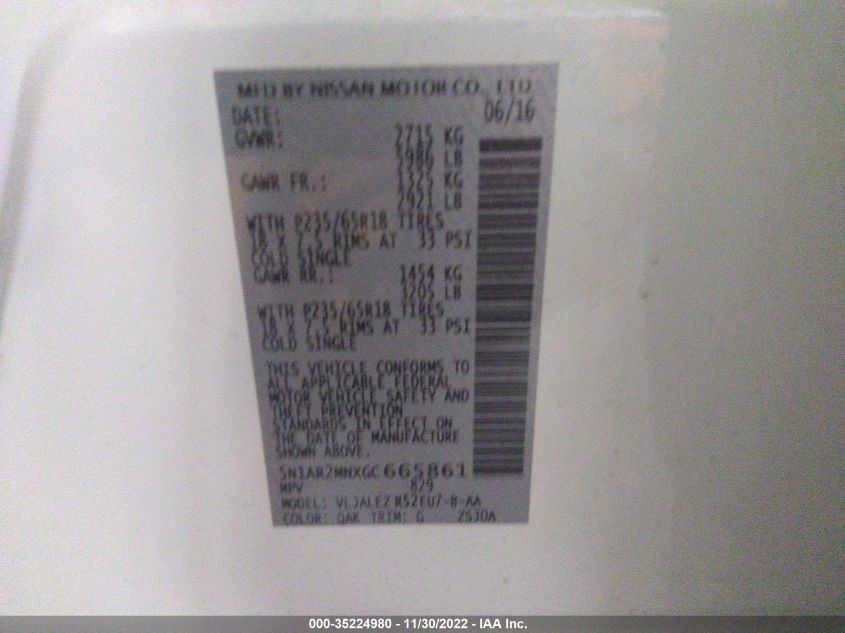 MFD BY NISSAN MOTOR CO., LTD.
DATE: 06/16
GVWR: 2715 KG
5986 LB
GAWR FR.: 1325 KG
2921 LB
WITH P235/65R18 TIRES
18 X 7.5 RIMS AT 33 PSI
COLD SINGLE
GAWR RR.: 1454 KG
3205 LB
WITH P235/65R18 TIRES
18 X 7.5 RIMS AT 33 PSI
COLD SINGLE
THIS VEHICLE CONFORMS TO
ALL APPLICABLE FEDERAL
MOTOR VEHICLE SAFETY AND
THEFT PREVENTION
STANDARDS IN EFFECT ON
THE DATE OF MANUFACTURE
SHOWN ABOVE.
5N1AR2MNXGC 665861
MPV 829
MODEL:
COLOR: QAK TRIM: G
000-35224980 - 11/30/2022 - IAA Inc.